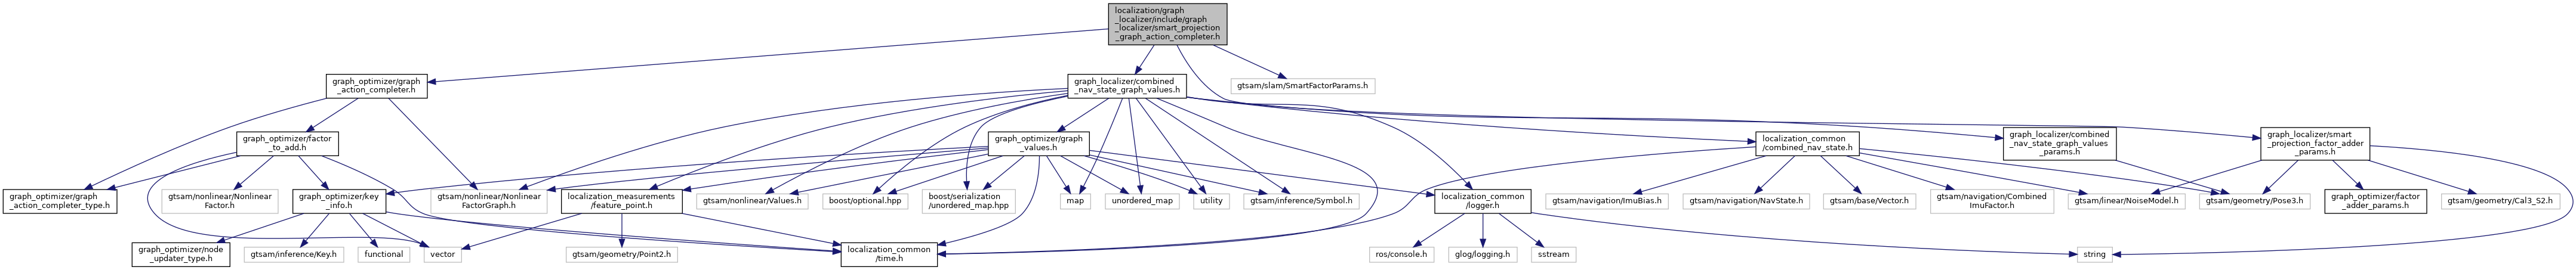 localization/graph
_localizer/include/graph
_localizer/smart_projection
_graph_action_completer.h
graph_optimizer/graph
_action_completer.h
graph_localizer/combined
_nav_state_graph_values.h
gtsam/slam/SmartFactorParams.h
graph_optimizer/factor
_to_add.h
graph_optimizer/graph
_values.h
localization_common
/combined_nav_state.h
graph_localizer/combined
_nav_state_graph_values
_params.h
graph_localizer/smart
_projection_factor_adder
_params.h
graph_optimizer/graph
_action_completer_type.h
gtsam/nonlinear/Nonlinear
Factor.h
graph_optimizer/key
_info.h
gtsam/nonlinear/Nonlinear
FactorGraph.h
localization_measurements
/feature_point.h
gtsam/nonlinear/Values.h
boost/optional.hpp
boost/serialization
/unordered_map.hpp
map
unordered_map
utility
gtsam/inference/Symbol.h
localization_common
/logger.h
gtsam/navigation/ImuBias.h
gtsam/navigation/NavState.h
gtsam/base/Vector.h
gtsam/navigation/Combined
ImuFactor.h
gtsam/linear/NoiseModel.h
gtsam/geometry/Pose3.h
graph_optimizer/factor
_adder_params.h
gtsam/geometry/Cal3_S2.h
graph_optimizer/node
_updater_type.h
gtsam/inference/Key.h
functional
vector
gtsam/geometry/Point2.h
localization_common
/time.h
ros/console.h
glog/logging.h
sstream
string